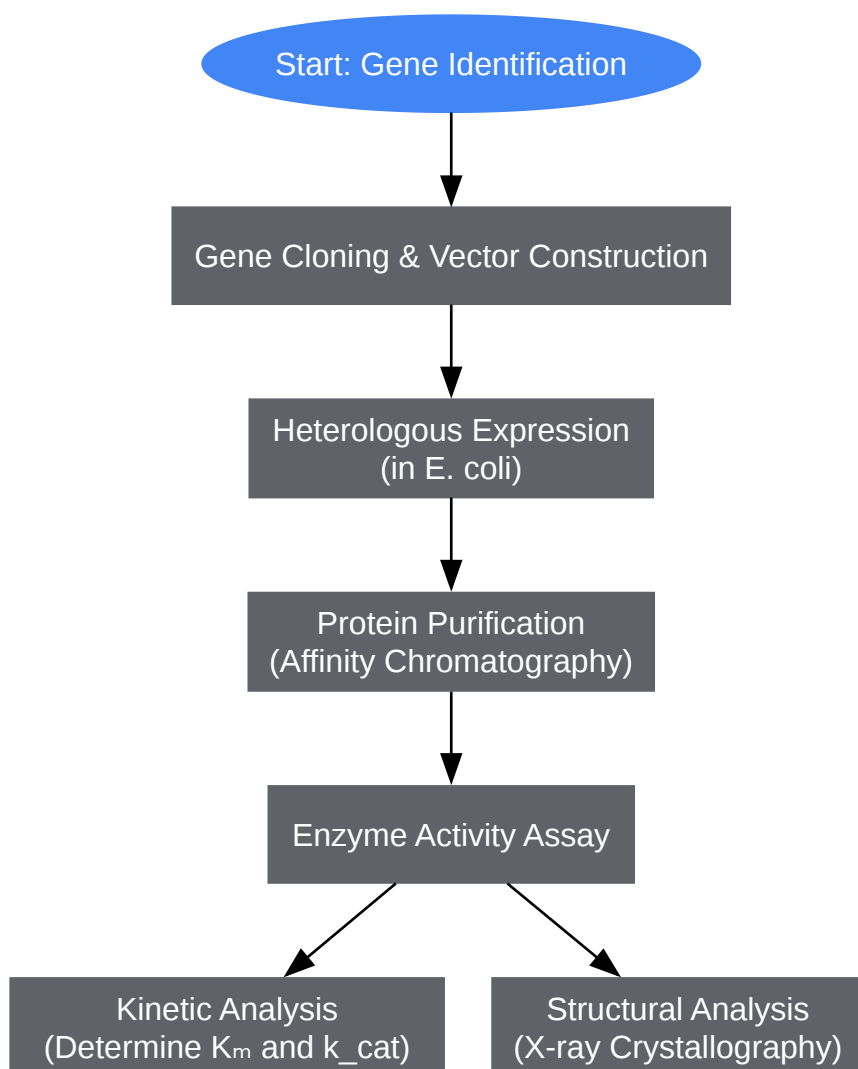 Start: Gene Identification
Gene Cloning & Vector Construction
Heterologous Expression
(in E. coli)
Protein Purification
(Affinity Chromatography)
Enzyme Activity Assay
Kinetic Analysis
(Determine Kₘ and k_cat)
Structural Analysis
(X-ray Crystallography)